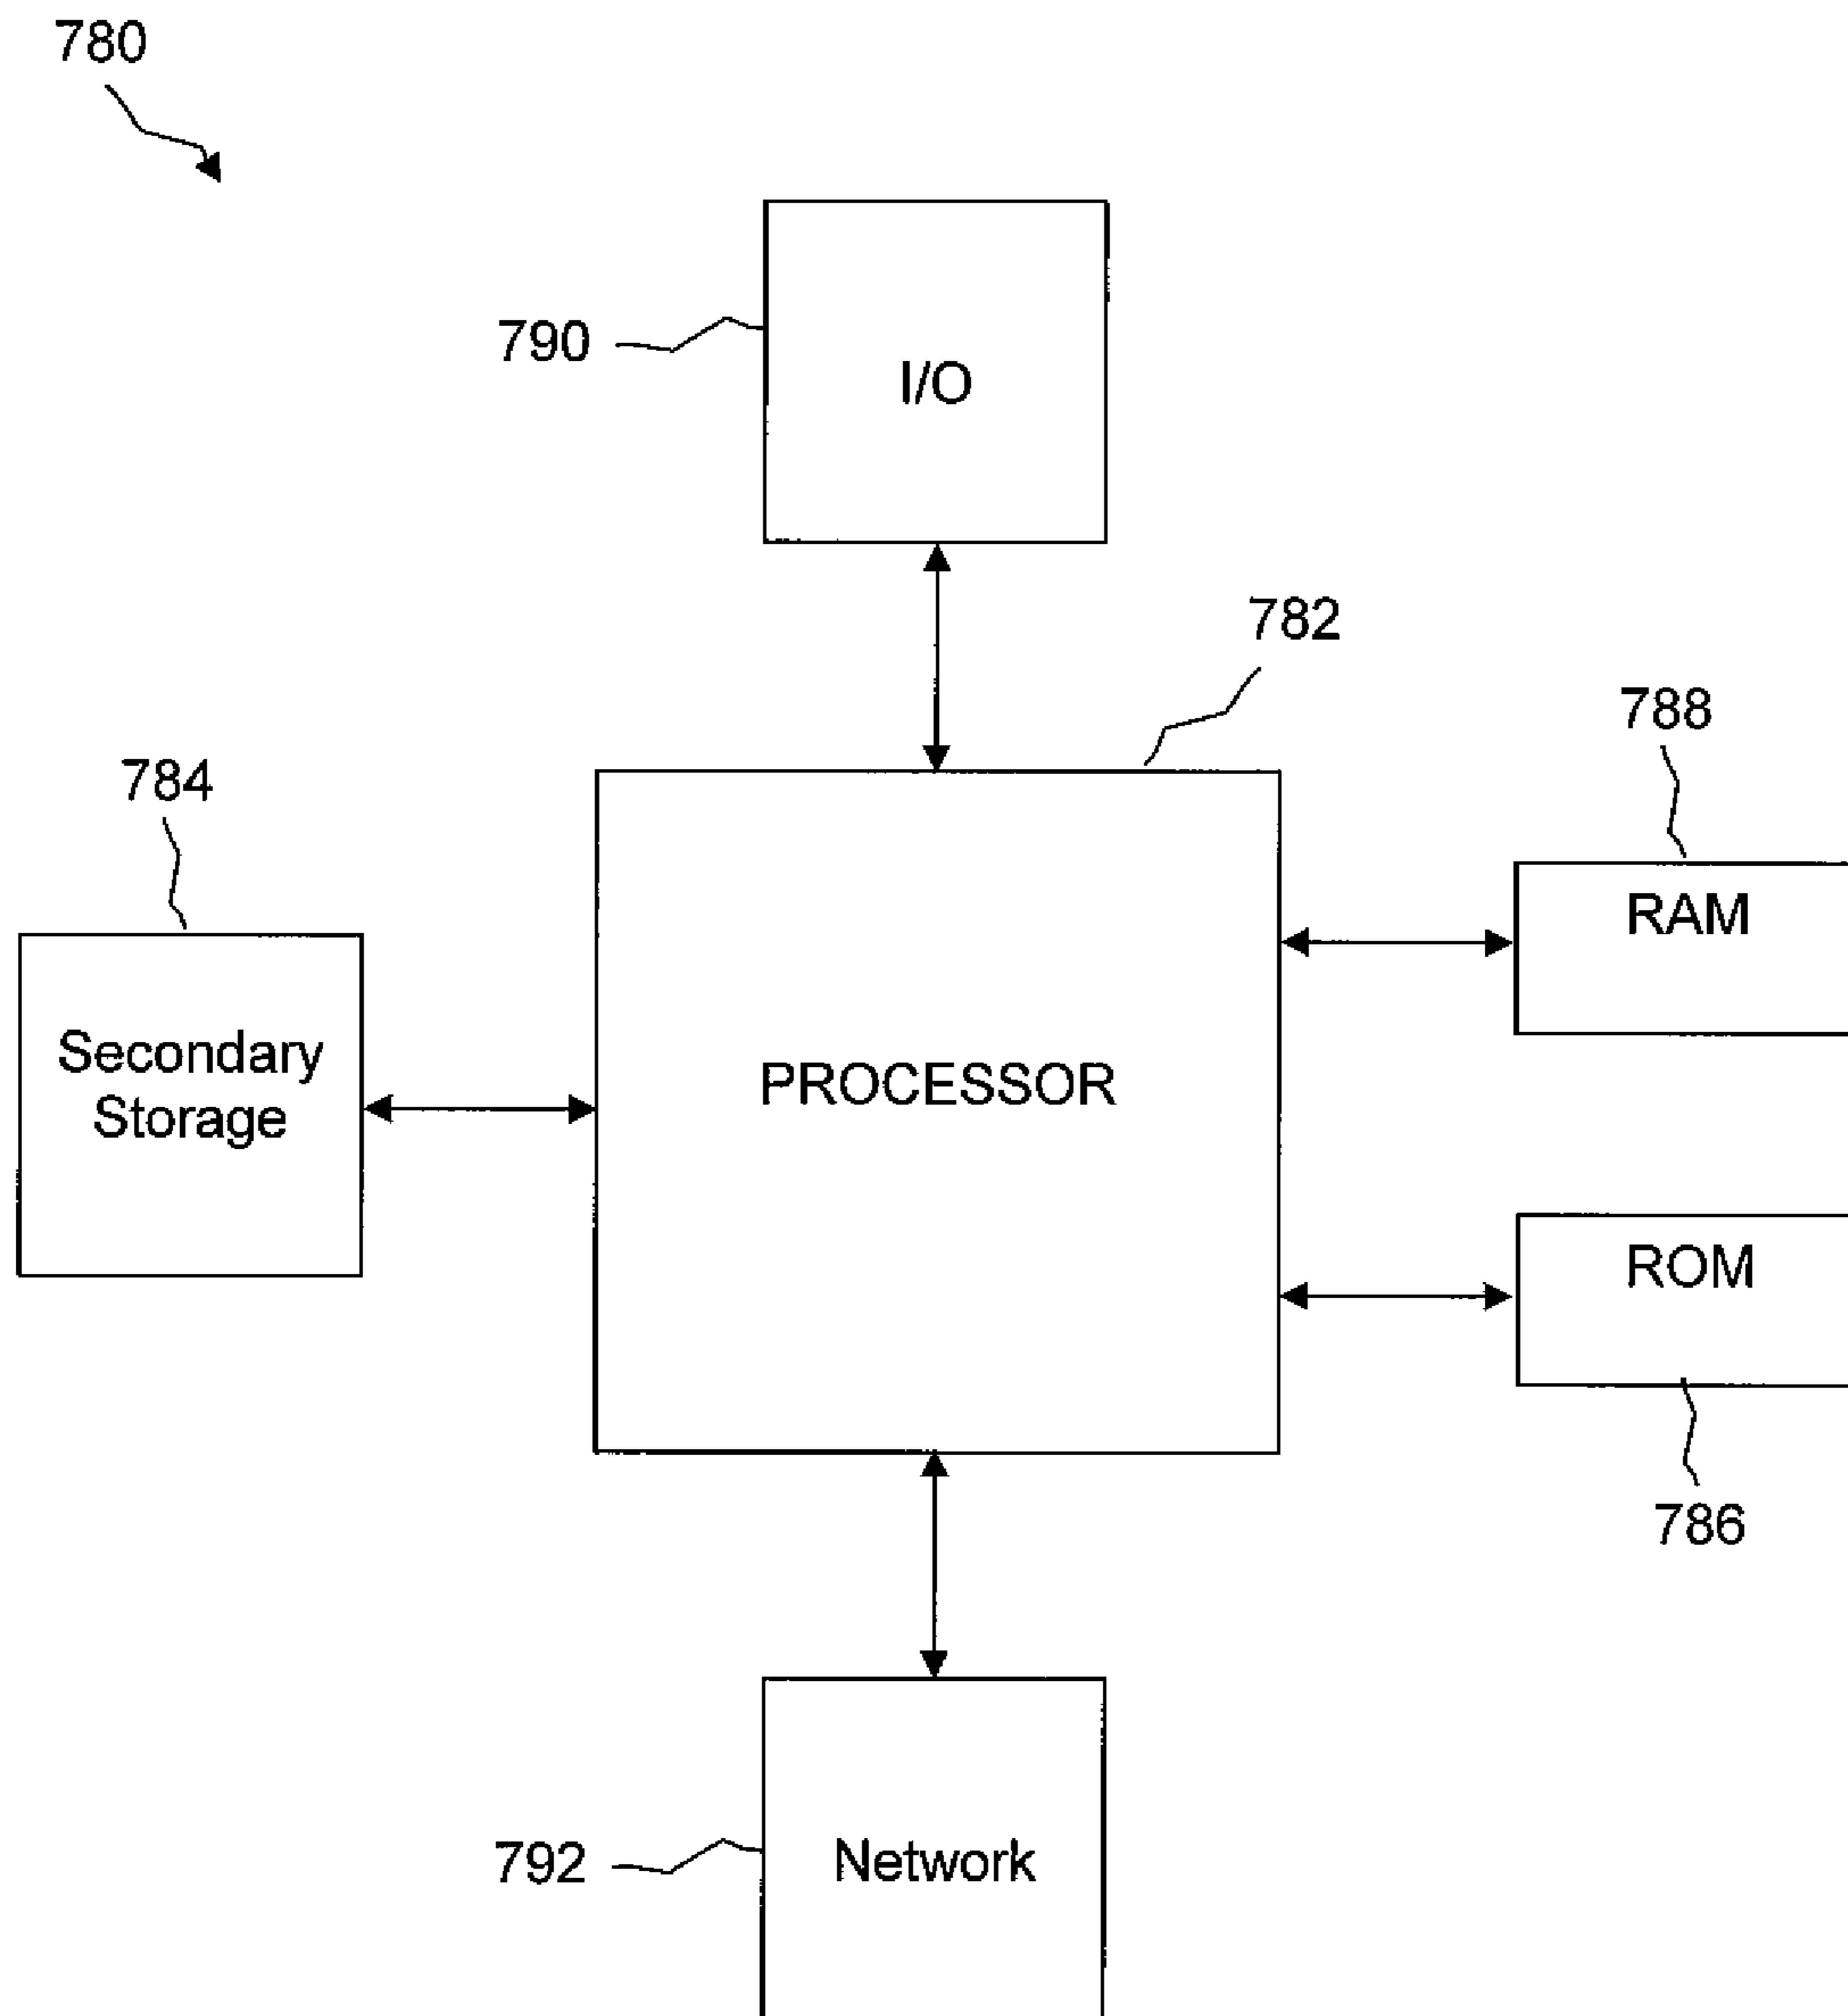 780
790
I/O
782
788
784
RAM
Secondary
Storage
PROCESSOR
ROM
786
792
Network